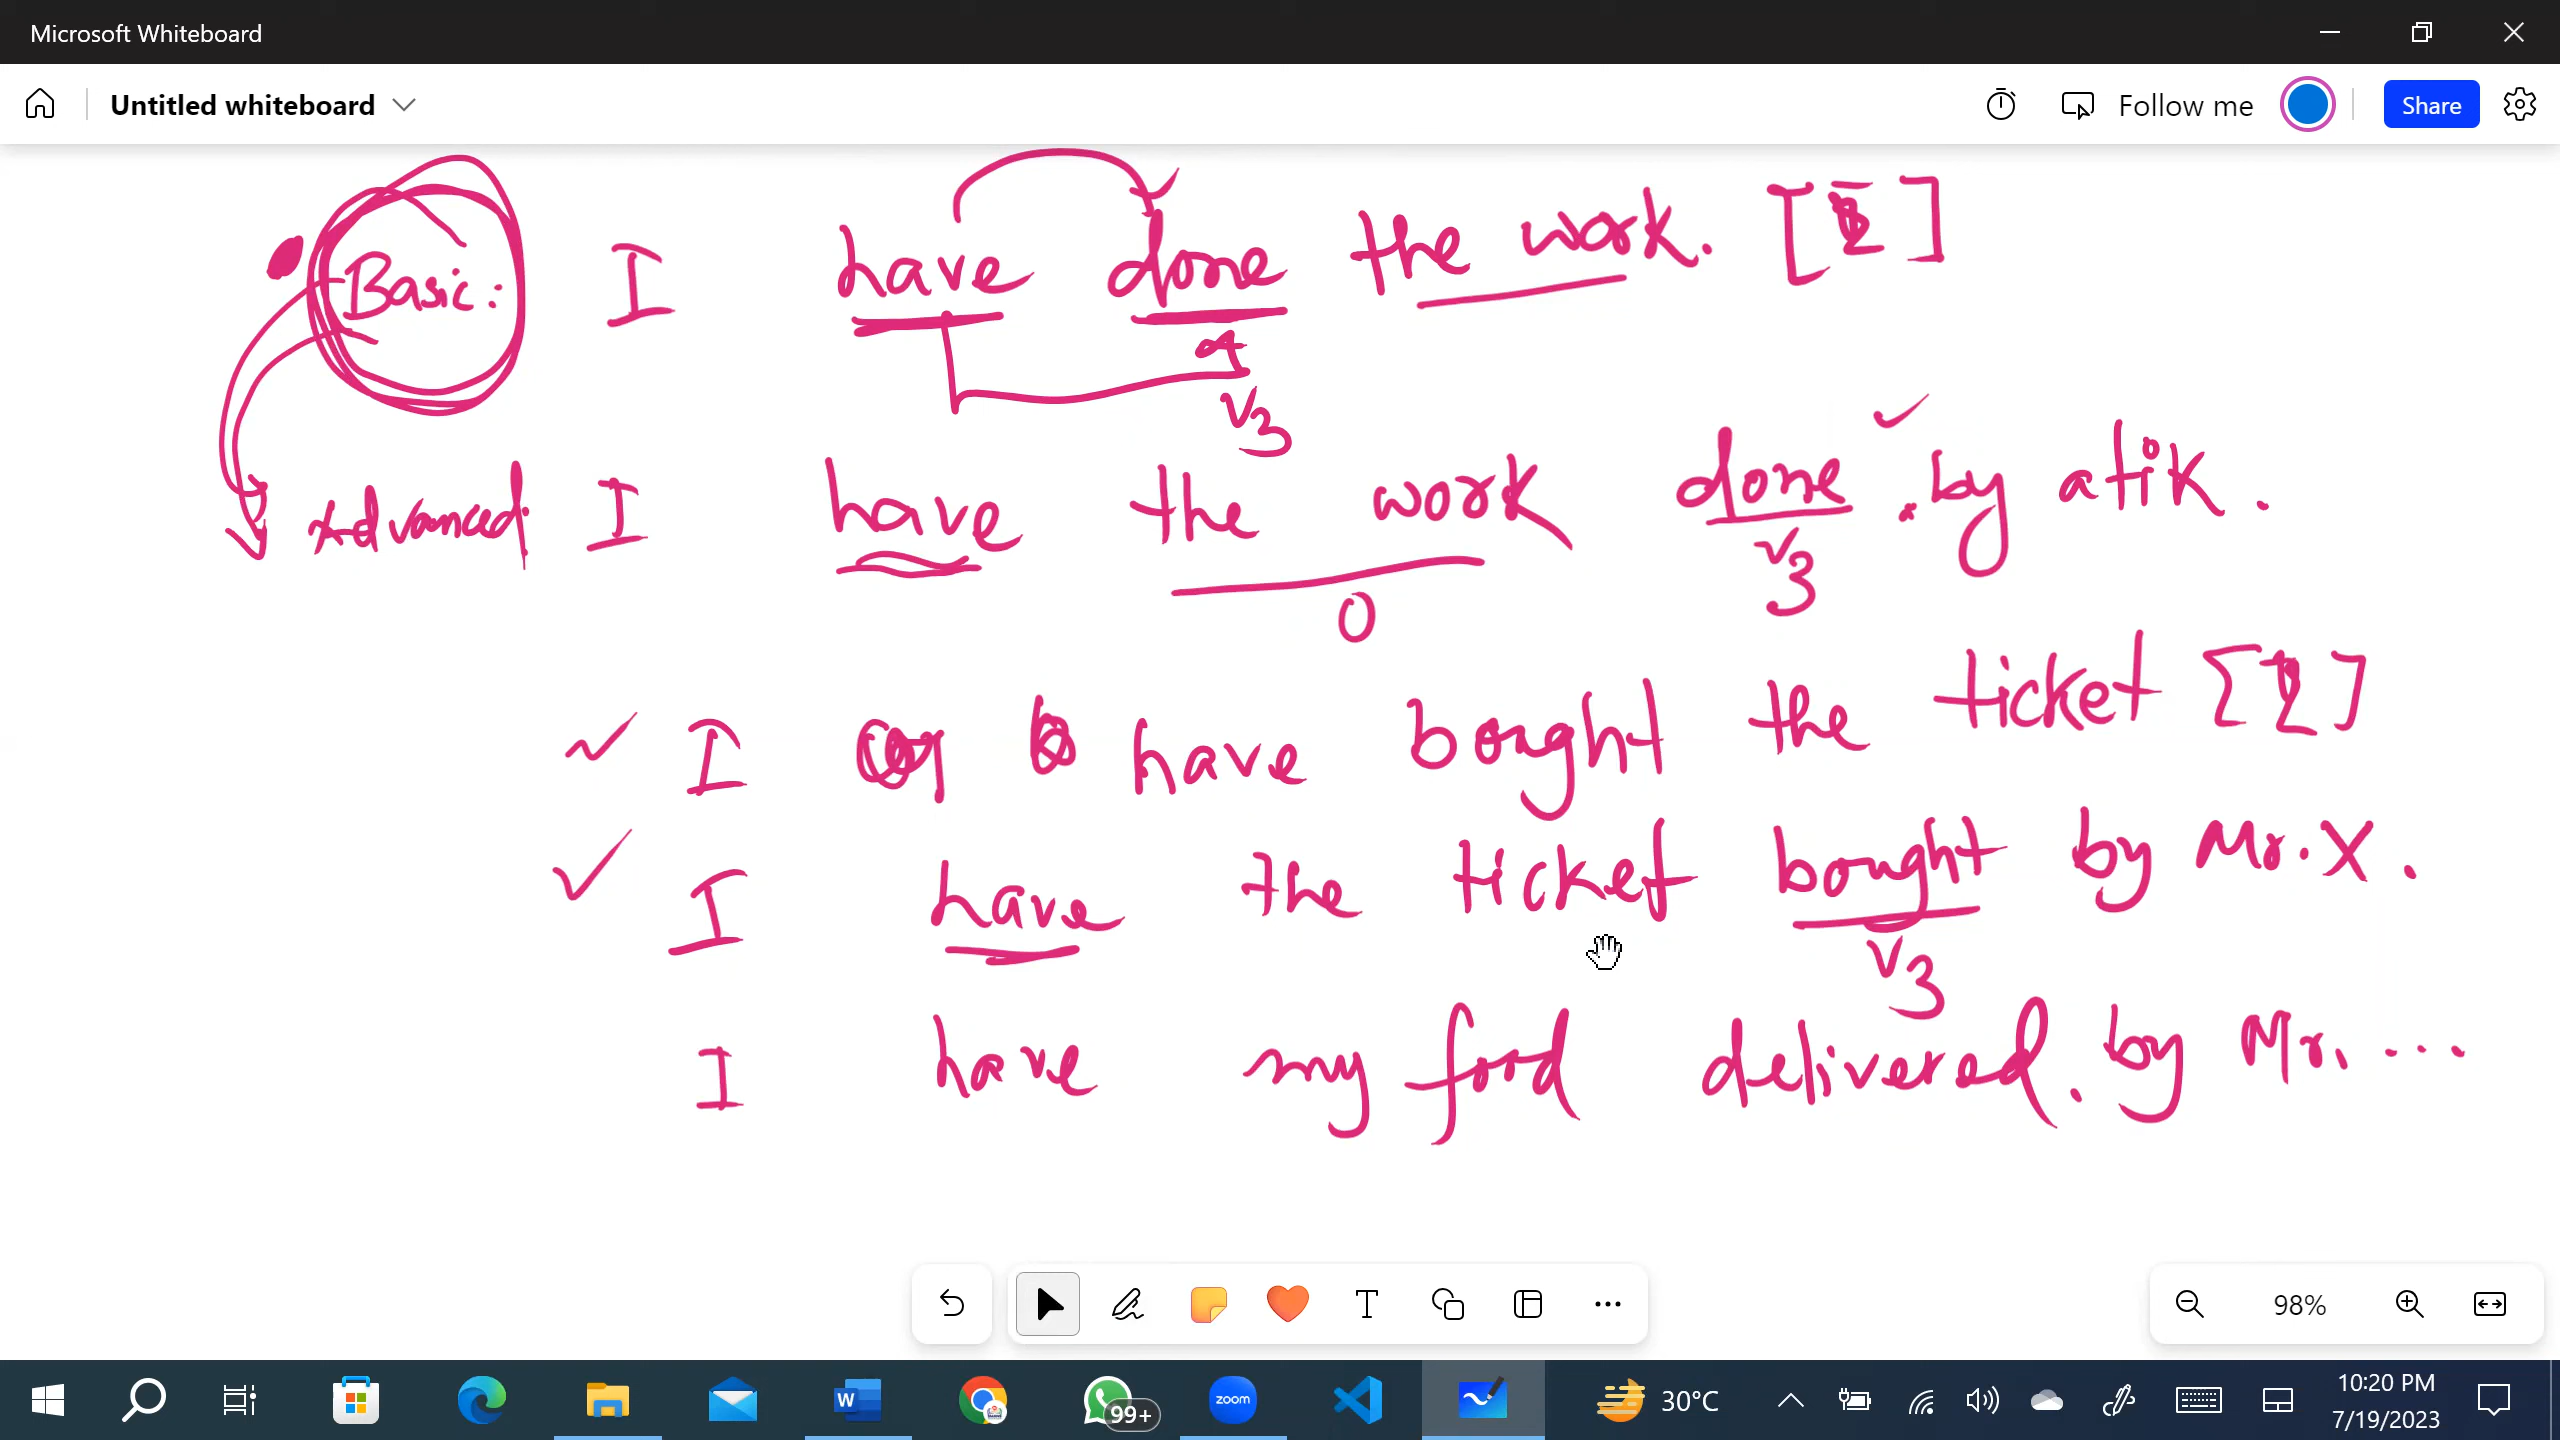 Microsoft Whiteboard
Untitled whiteboard
Follow me
Share
Basic: I have done the work. [ ]
V3
Advanced I have the work done. by atik.
V3
O
I have bought the ticket [ ]
I have the ticket bought by Mr. X.
V3
I have my food delivered. by Mr. ...
98%
W
99+
zoom
30°C
10:20 PM
7/19/2023